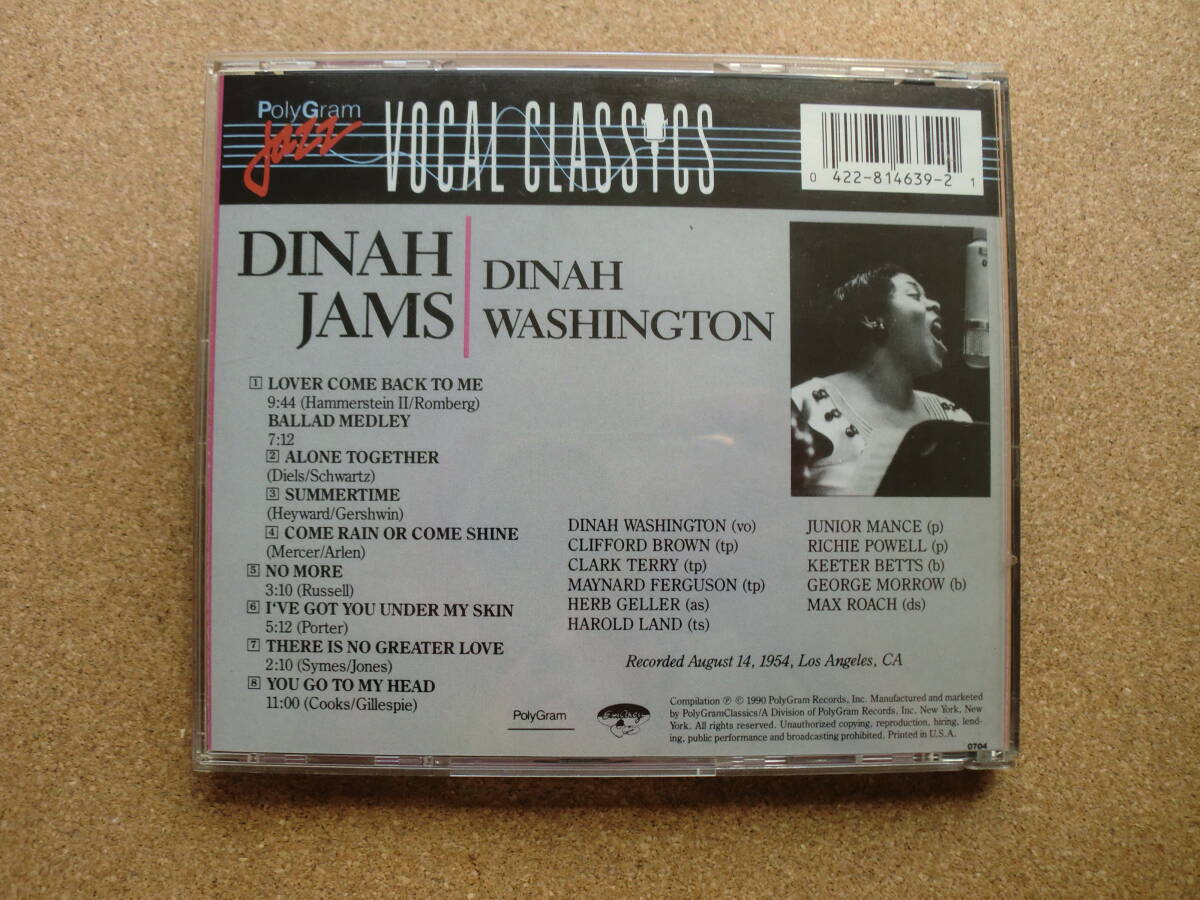 PolyGram
jazz
VOCAL CLASSICS
0 422-814639-2 1
DINAH
JAMS
DINAH
WASHINGTON
1 LOVER COME BACK TO ME
9:44 (Hammerstein II/Romberg)
BALLAD MEDLEY
7:12
2 ALONE TOGETHER
(Diels/Schwartz)
3 SUMMERTIME
(Heyward/Gershwin)
4 COME RAIN OR COME SHINE
(Mercer/Arlen)
5 NO MORE
3:10 (Russell)
6 I'VE GOT YOU UNDER MY SKIN
5:12 (Porter)
7 THERE IS NO GREATER LOVE
2:10 (Symes/Jones)
8 YOU GO TO MY HEAD
11:00 (Cooks/Gillespie)
DINAH WASHINGTON (vo)
CLIFFORD BROWN (tp)
CLARK TERRY (tp)
MAYNARD FERGUSON (tp)
HERB GELLER (as)
HAROLD LAND (ts)
JUNIOR MANCE (p)
RICHIE POWELL (p)
KEETER BETTS (b)
GEORGE MORROW (b)
MAX ROACH (ds)
Recorded August 14, 1954, Los Angeles, CA
PolyGram
EmArcy
Compilation ℗ © 1990 PolyGram Records, Inc. Manufactured and marketed
by PolyGramClassics/A Division of PolyGram Records, Inc. New York, New
York. All rights reserved. Unauthorized copying, reproduction, hiring, lend-
ing, public performance and broadcasting prohibited. Printed in U.S.A.
0704